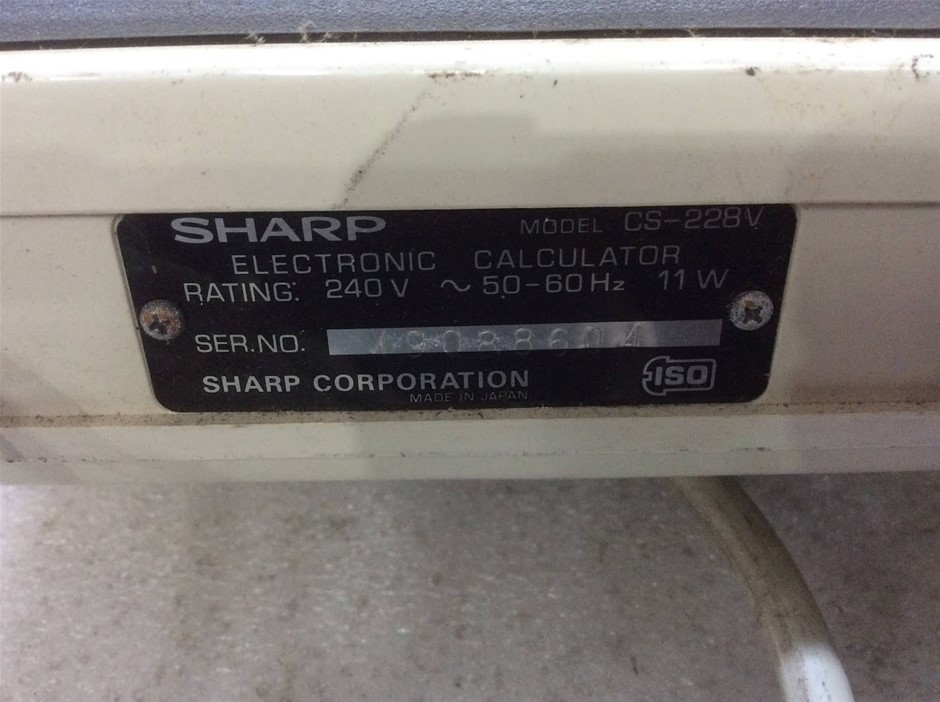 SHARP MODEL CS-228V
ELECTRONIC CALCULATOR
RATING: 240V ~ 50-60Hz 11W
SER.NO. 49088604
SHARP CORPORATION
MADE IN JAPAN
ISO